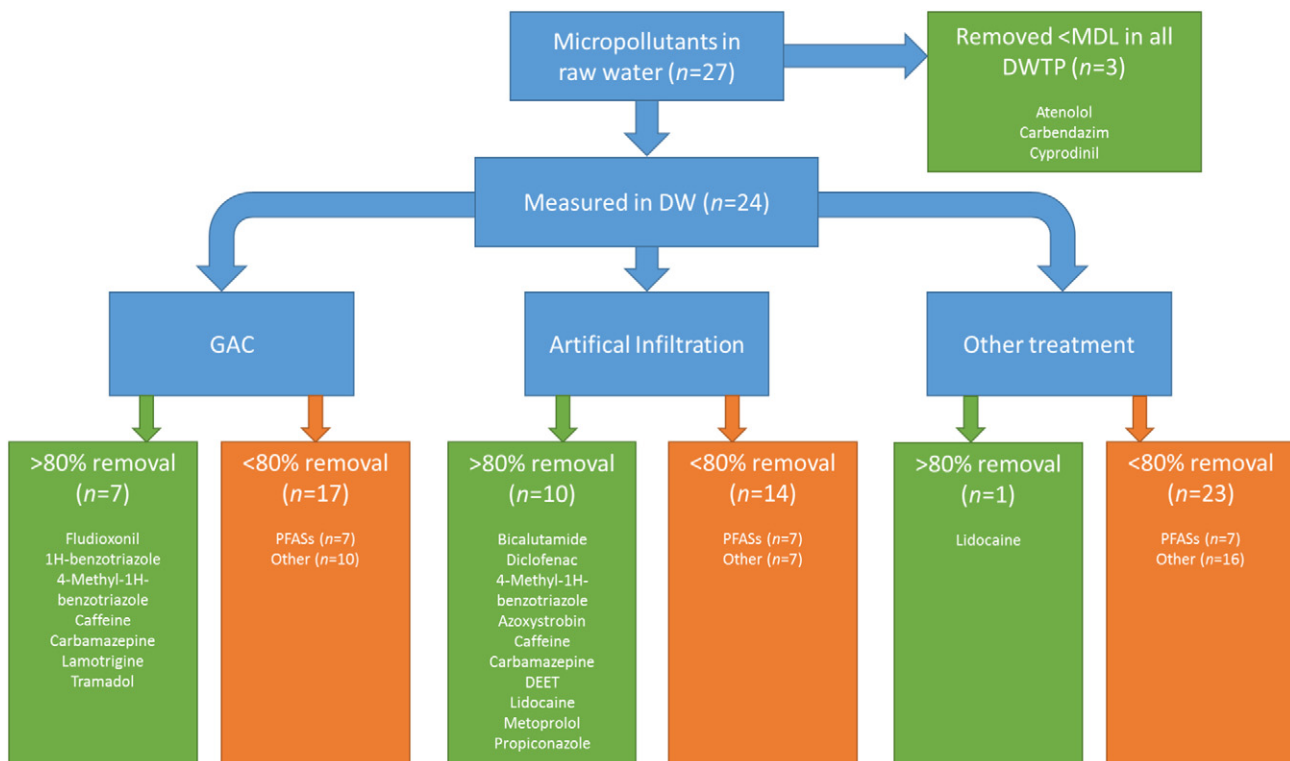 Micropollutants in
raw water (n=27)
Removed <MDL in all
DWTP (n=3)
Atenolol
Carbendazim
Cyprodinil
Measured in DW (n=24)
GAC
Artifical Infiltration
Other treatment
>80% removal
(n=7)
Fludioxonil
1H-benzotriazole
4-Methyl-1H-
benzotriazole
Caffeine
Carbamazepine
Lamotrigine
Tramadol
<80% removal
(n=17)
PFASs (n=7)
Other (n=10)
>80% removal
(n=10)
Bicalutamide
Diclofenac
4-Methyl-1H-
benzotriazole
Azoxystrobin
Caffeine
Carbamazepine
DEET
Lidocaine
Metoprolol
Propiconazole
<80% removal
(n=14)
PFASs (n=7)
Other (n=7)
>80% removal
(n=1)
Lidocaine
<80% removal
(n=23)
PFASs (n=7)
Other (n=16)